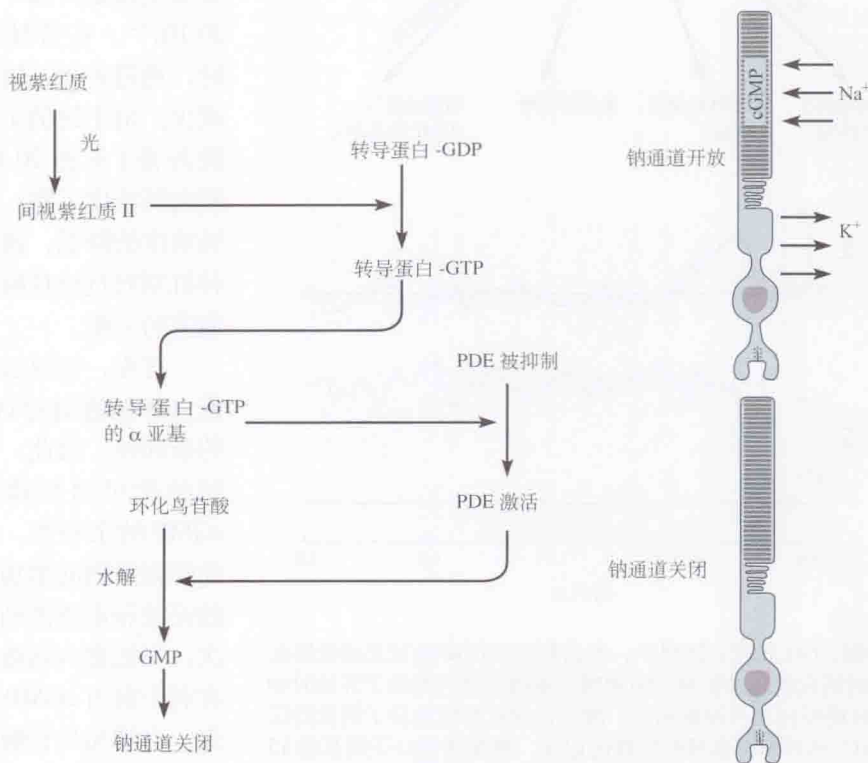 视紫红质
光
间视紫红质 II
转导蛋白 -GDP
转导蛋白 -GTP
转导蛋白 -GTP
的 α 亚基
PDE 被抑制
PDE 激活
环化鸟苷酸
水解
GMP
钠通道关闭
cGMP
Na⁺
钠通道开放
K⁺
钠通道关闭